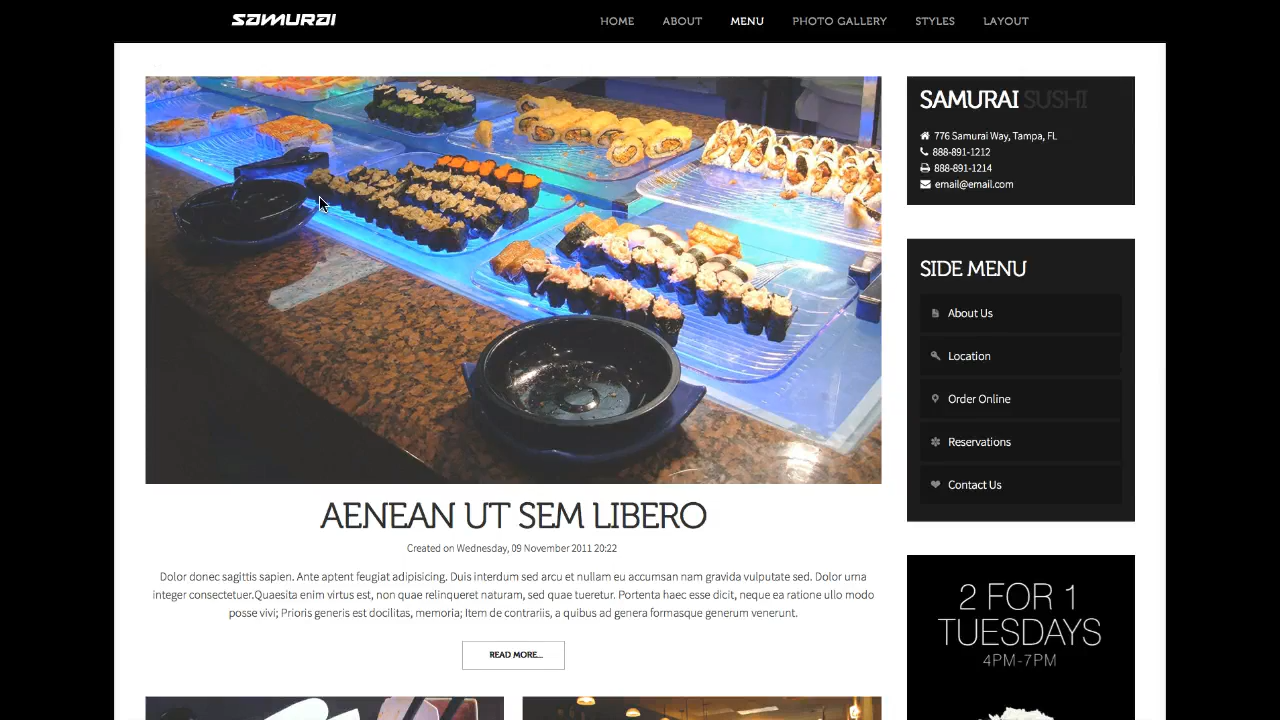 SAMURAI
HOME ABOUT MENU PHOTO GALLERY STYLES LAYOUT
SAMURAI SUSHI
776 Samurai Way, Tampa, FL
888-891-1212
888-891-1214
email@email.com
SIDE MENU
About Us
Location
Order Online
Reservations
Contact Us
AENEAN UT SEM LIBERO
Created on Wednesday, 09 November 2011 20:22
Dolor donec sagittis sapien. Ante aptent feugiat adipisicing. Duis interdum sed arcu et nullam eu accumsan nam gravida vulputate sed. Dolor urna
integer consectetuer.Quaesita enim virtus est, non quae relinqueret naturam, sed quae tueretur. Portenta haec esse dicit, neque ea ratione ullo modo
posse vivi; Prioris generis est docilitas, memoria; Item de contrariis, a quibus ad genera formasque generum venerunt.
READ MORE...
2 FOR 1
TUESDAYS
4PM-7PM